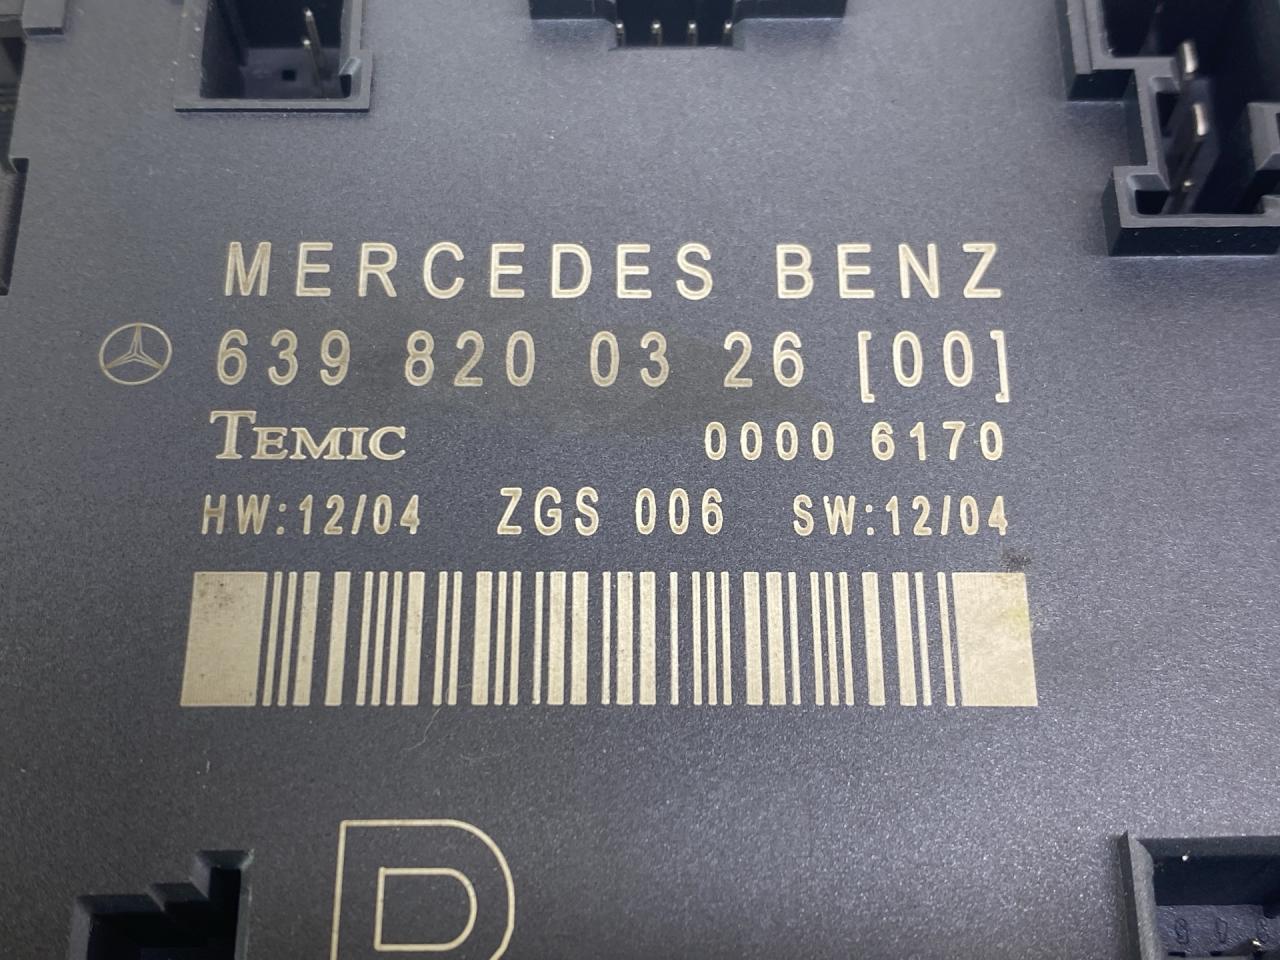 MERCEDES BENZ
639 820 03 26 [00]
TEMIC 0000 6170
HW:12/04 ZGS 006 SW:12/04
D